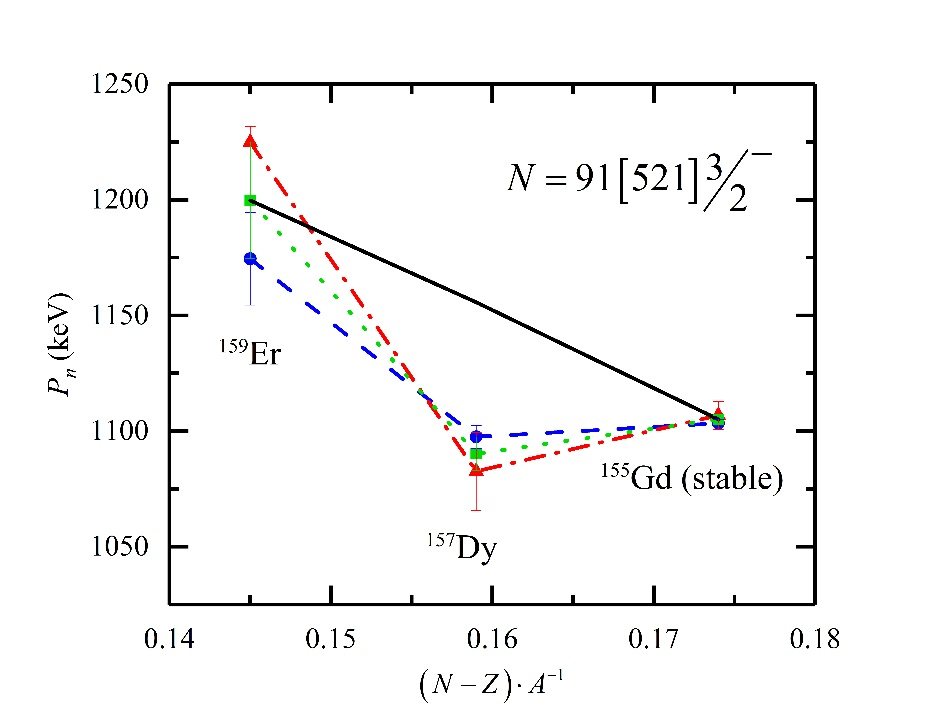 1250
1200
1150
1100
1050
P_n (keV)
N = 91[521]3/2⁻
¹⁵⁹Er
¹⁵⁵Gd (stable)
¹⁵⁷Dy
0.14 0.15 0.16 0.17 0.18
(N − Z)·A⁻¹